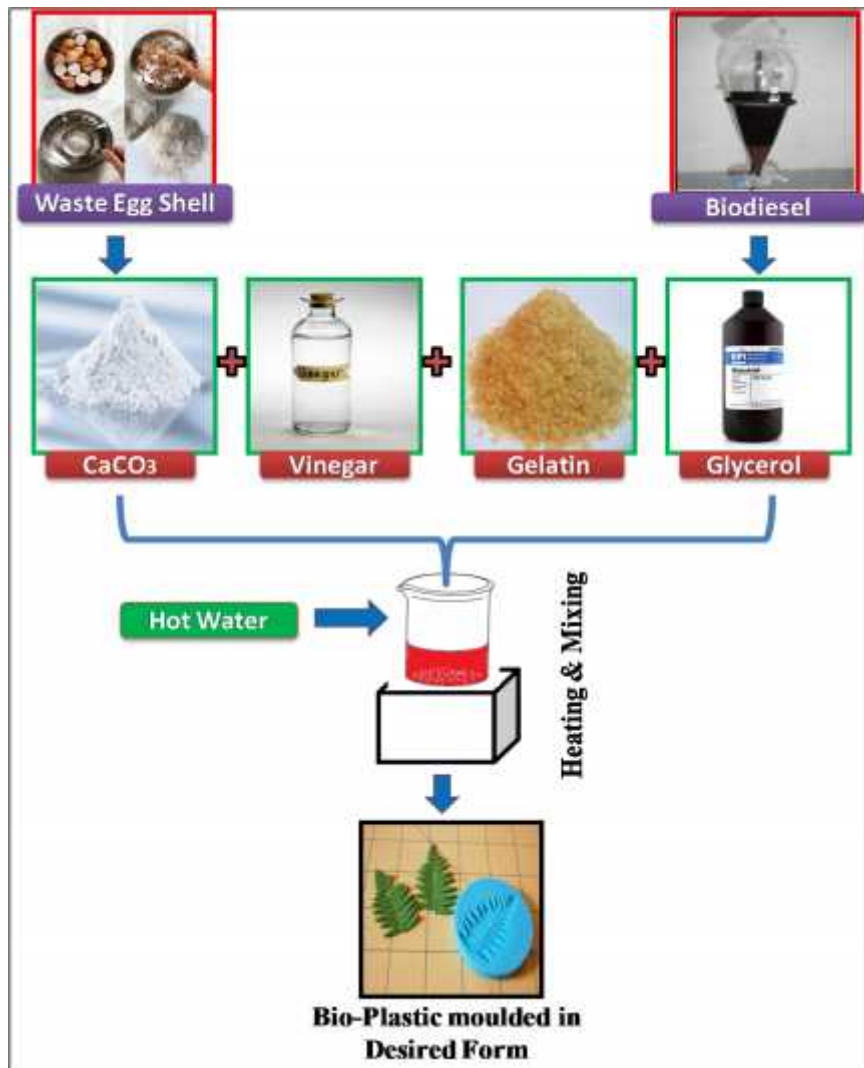 Waste Egg Shell
Biodiesel
CaCO3
Vinegar
Gelatin
Glycerol
Hot Water
Heating & Mixing
Bio-Plastic moulded in
Desired Form